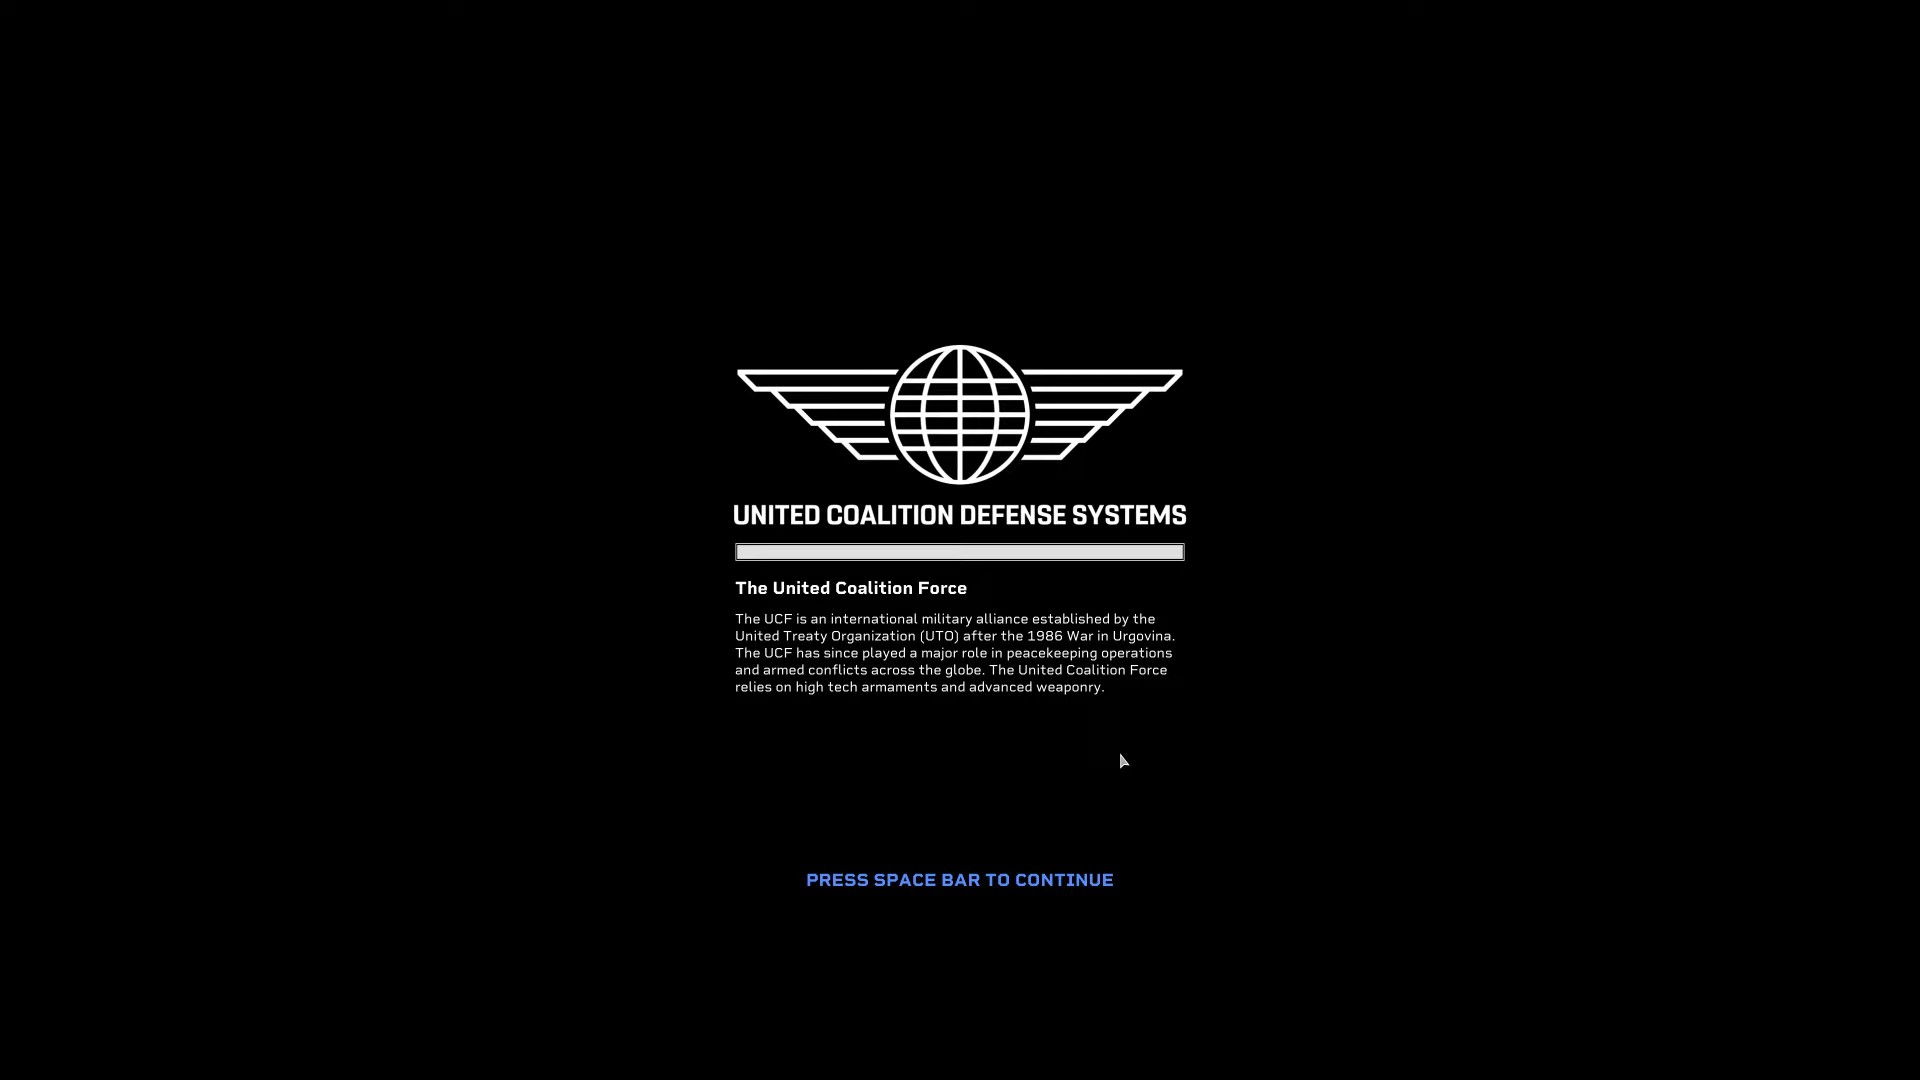 UNITED COALITION DEFENSE SYSTEMS
The United Coalition Force
The UCF is an international military alliance established by the
United Treaty Organization (UTO) after the 1986 War in Urgovina.
The UCF has since played a major role in peacekeeping operations
and armed conflicts across the globe. The United Coalition Force
relies on high tech armaments and advanced weaponry.
PRESS SPACE BAR TO CONTINUE